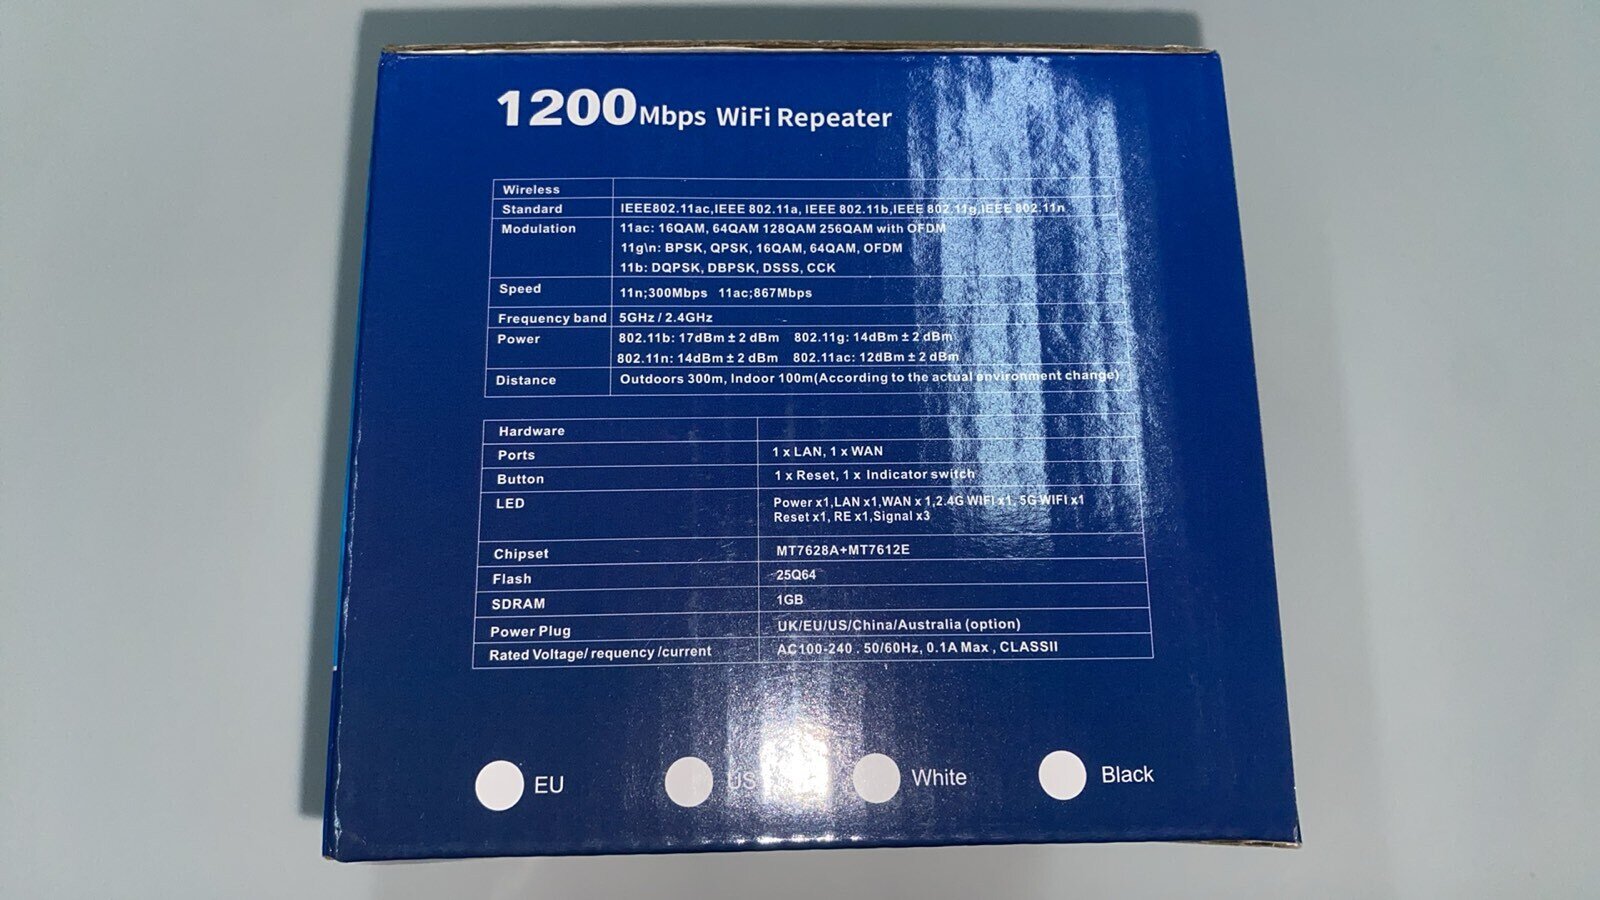 1200Mbps WiFi Repeater
Wireless
Standard IEEE802.11ac,IEEE 802.11a, IEEE 802.11b,IEEE 802.11g,IEEE 802.11n
Modulation 11ac: 16QAM, 64QAM 128QAM 256QAM with OFDM
11g\n: BPSK, QPSK, 16QAM, 64QAM, OFDM
11b: DQPSK, DBPSK, DSSS, CCK
Speed 11n;300Mbps 11ac;867Mbps
Frequency band 5GHz / 2.4GHz
Power 802.11b: 17dBm ± 2 dBm 802.11g: 14dBm ± 2 dBm
802.11n: 14dBm ± 2 dBm 802.11ac: 12dBm ± 2 dBm
Distance Outdoors 300m, Indoor 100m(According to the actual environment change)
Hardware
Ports 1 x LAN, 1 x WAN
Button 1 x Reset, 1 x Indicator switch
LED Power x1,LAN x1,WAN x 1,2.4G WIFI x1, 5G WIFI x1
Reset x1, RE x1,Signal x3
Chipset MT7628A+MT7612E
Flash 25Q64
SDRAM 1GB
Power Plug UK/EU/US/China/Australia (option)
Rated Voltage/ requency /current AC100-240 . 50/60Hz, 0.1A Max , CLASSII
EU US White Black